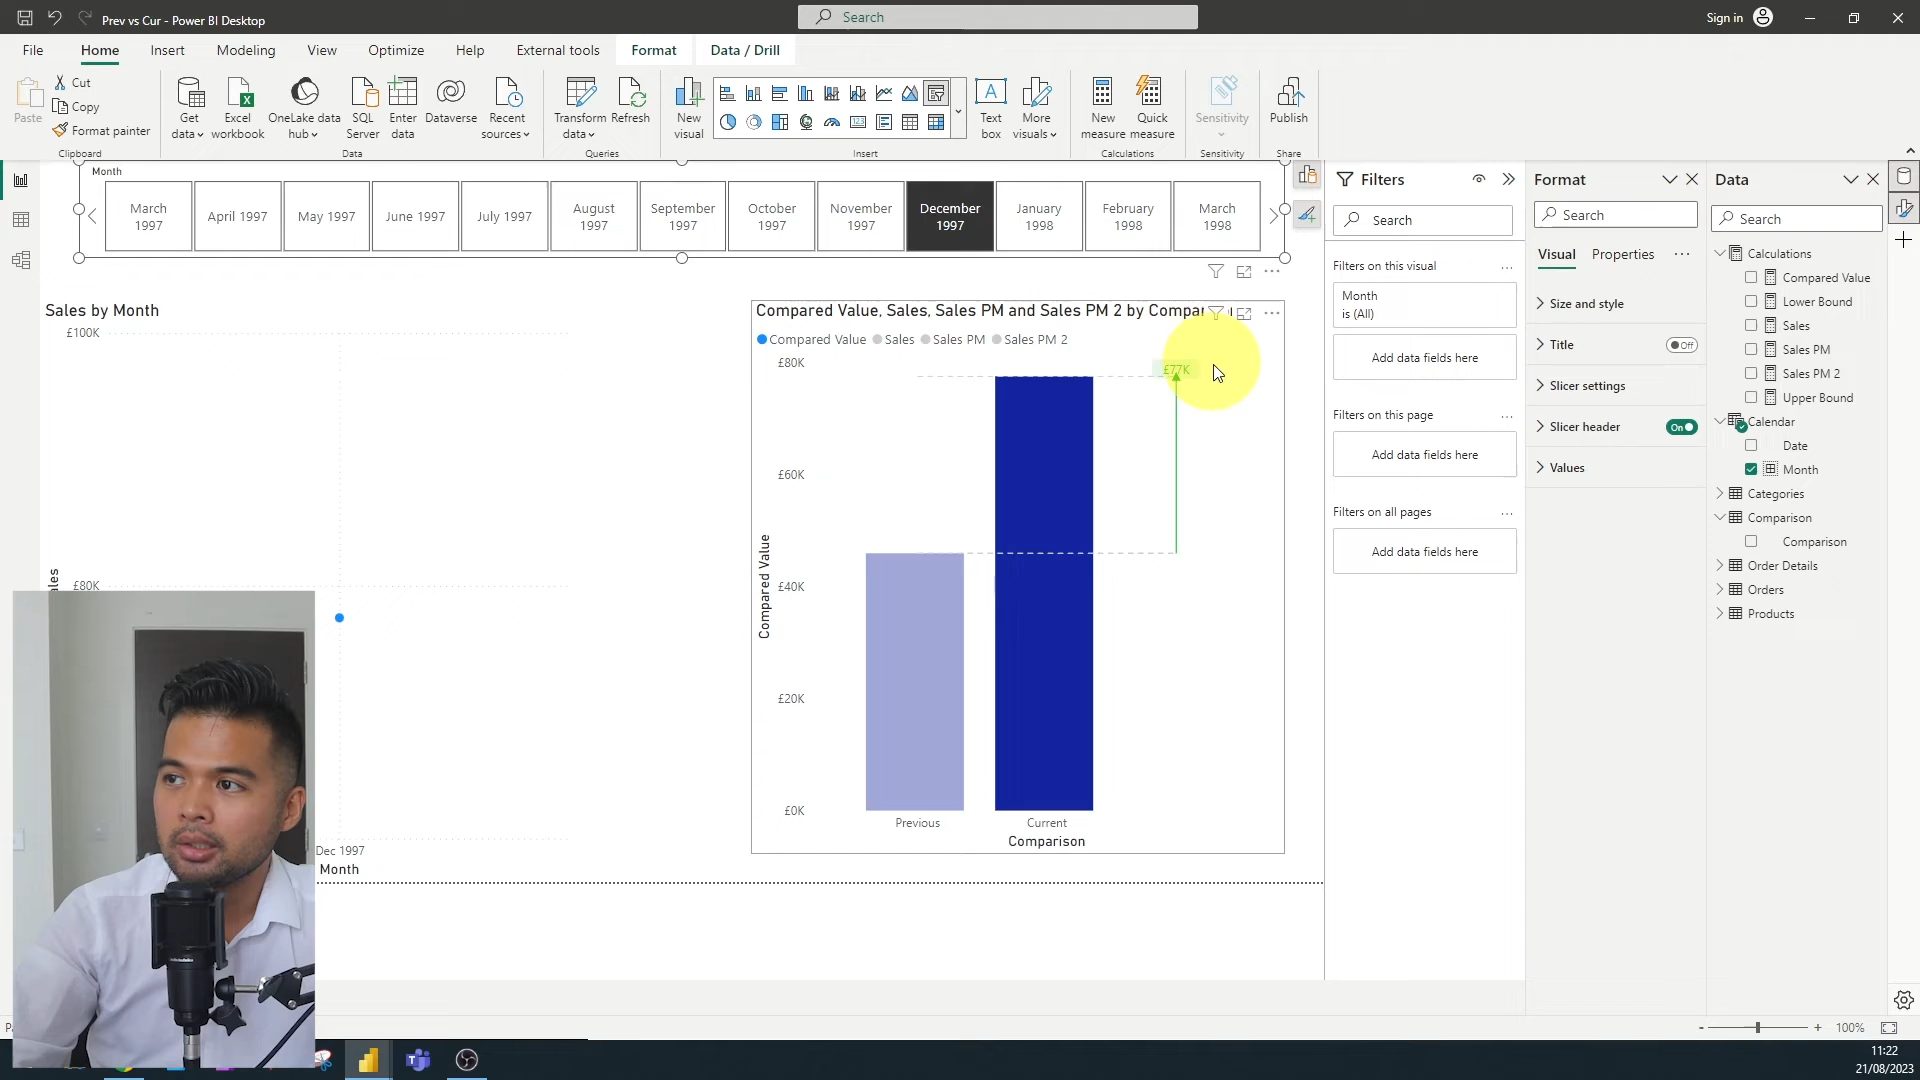 Prev vs Cur - Power BI Desktop
Search
Sign in
File
Home
Insert
Modeling
View
Optimize
Help
External tools
Format
Data / Drill
Paste
Cut
Copy
Format painter
Clipboard
Get data
Excel workbook
OneLake data hub
SQL Server
Enter data
Dataverse
Recent sources
Data
Transform data
Refresh
Queries
New visual
Text box
More visuals
Insert
New measure
Quick measure
Calculations
Sensitivity
Sensitivity
Publish
Share
Month
March 1997
April 1997
May 1997
June 1997
July 1997
August 1997
September 1997
October 1997
November 1997
December 1997
January 1998
February 1998
March 1998
Sales by Month
£100K
£80K
Dec 1997
Month
Compared Value, Sales, Sales PM and Sales PM 2 by Compar
Compared Value
Sales
Sales PM
Sales PM 2
£80K
£77K
£60K
£40K
£20K
£0K
Compared Value
Previous
Current
Comparison
Filters
Search
Filters on this visual
Month
is (All)
Add data fields here
Filters on this page
Add data fields here
Filters on all pages
Add data fields here
Format
Search
Visual
Properties
Size and style
Title
Off
Slicer settings
Slicer header
On
Values
Data
Search
Calculations
Compared Value
Lower Bound
Sales
Sales PM
Sales PM 2
Upper Bound
Calendar
Date
Month
Categories
Comparison
Comparison
Order Details
Orders
Products
- + 100%
11:22
21/08/2023